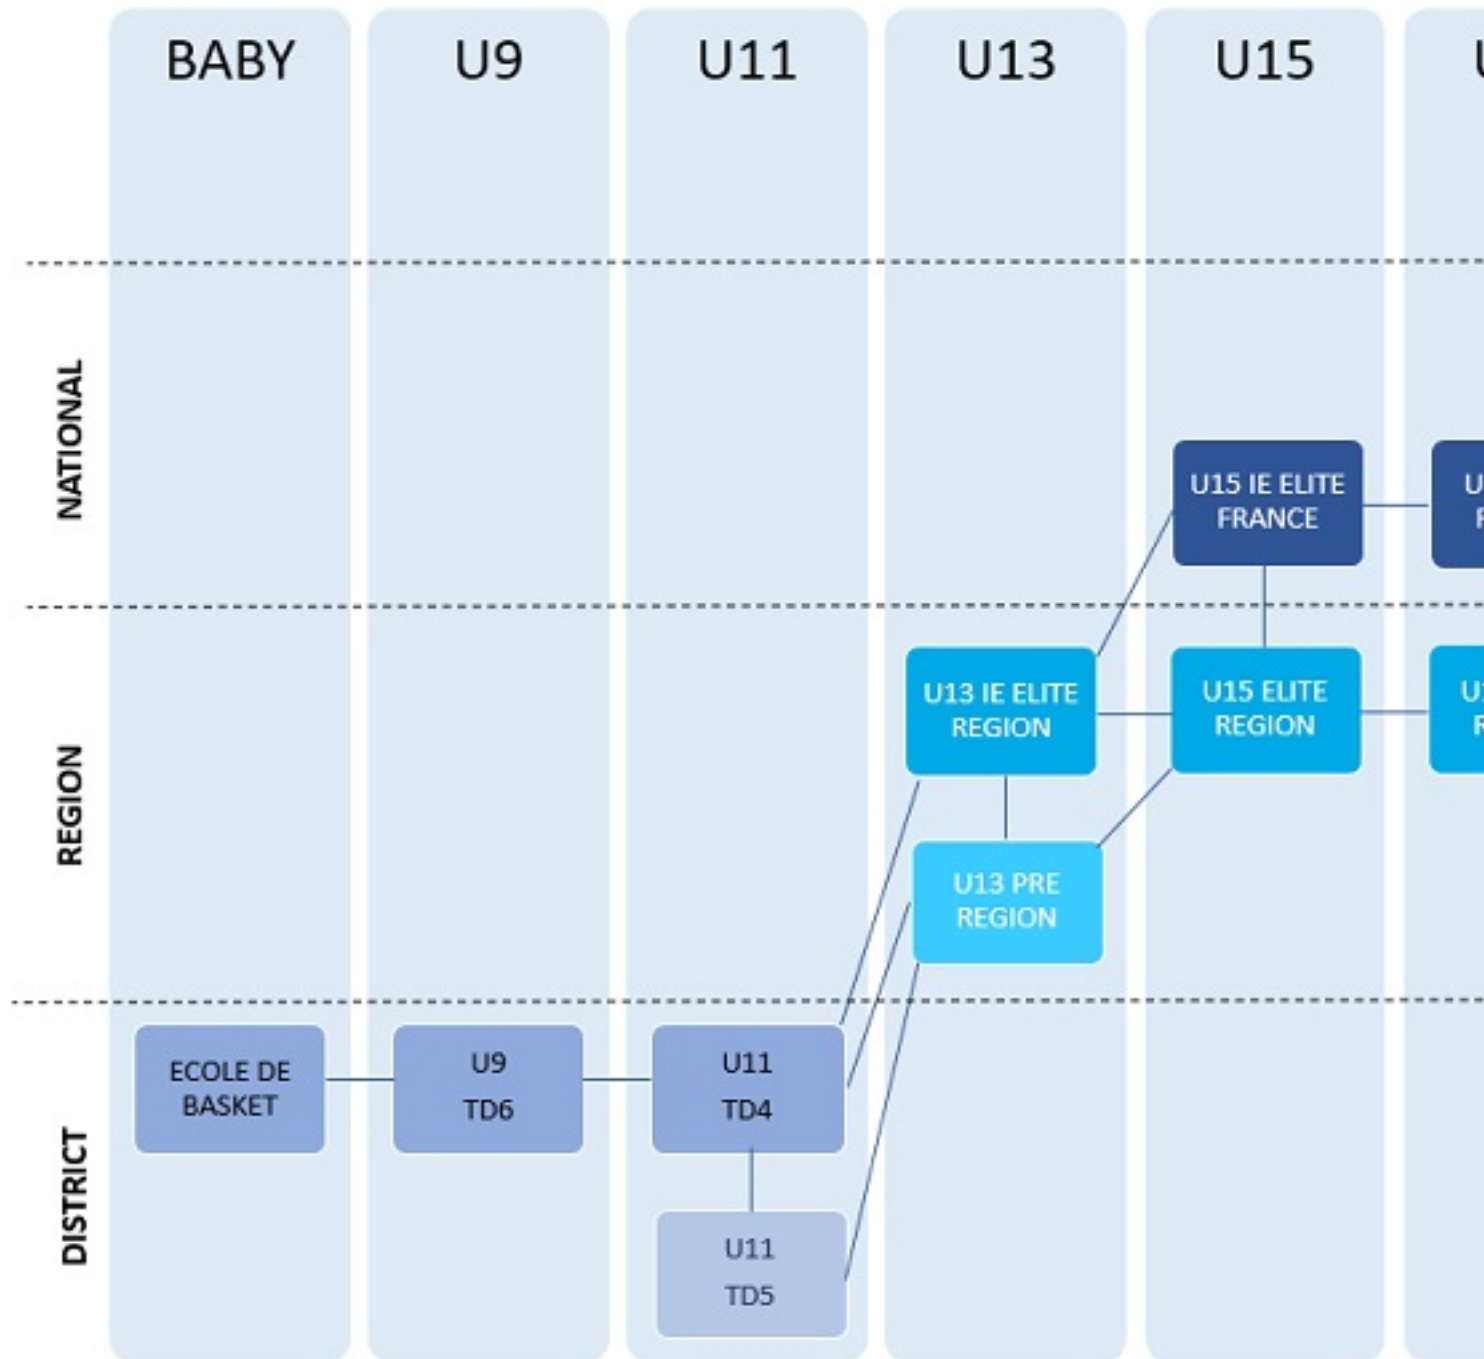 BABY
U9
U11
U13
U15
NATIONAL
U15 IE ELITE
FRANCE
REGION
U13 IE ELITE
REGION
U15 ELITE
REGION
U13 PRE
REGION
DISTRICT
ECOLE DE
BASKET
U9
TD6
U11
TD4
U11
TD5